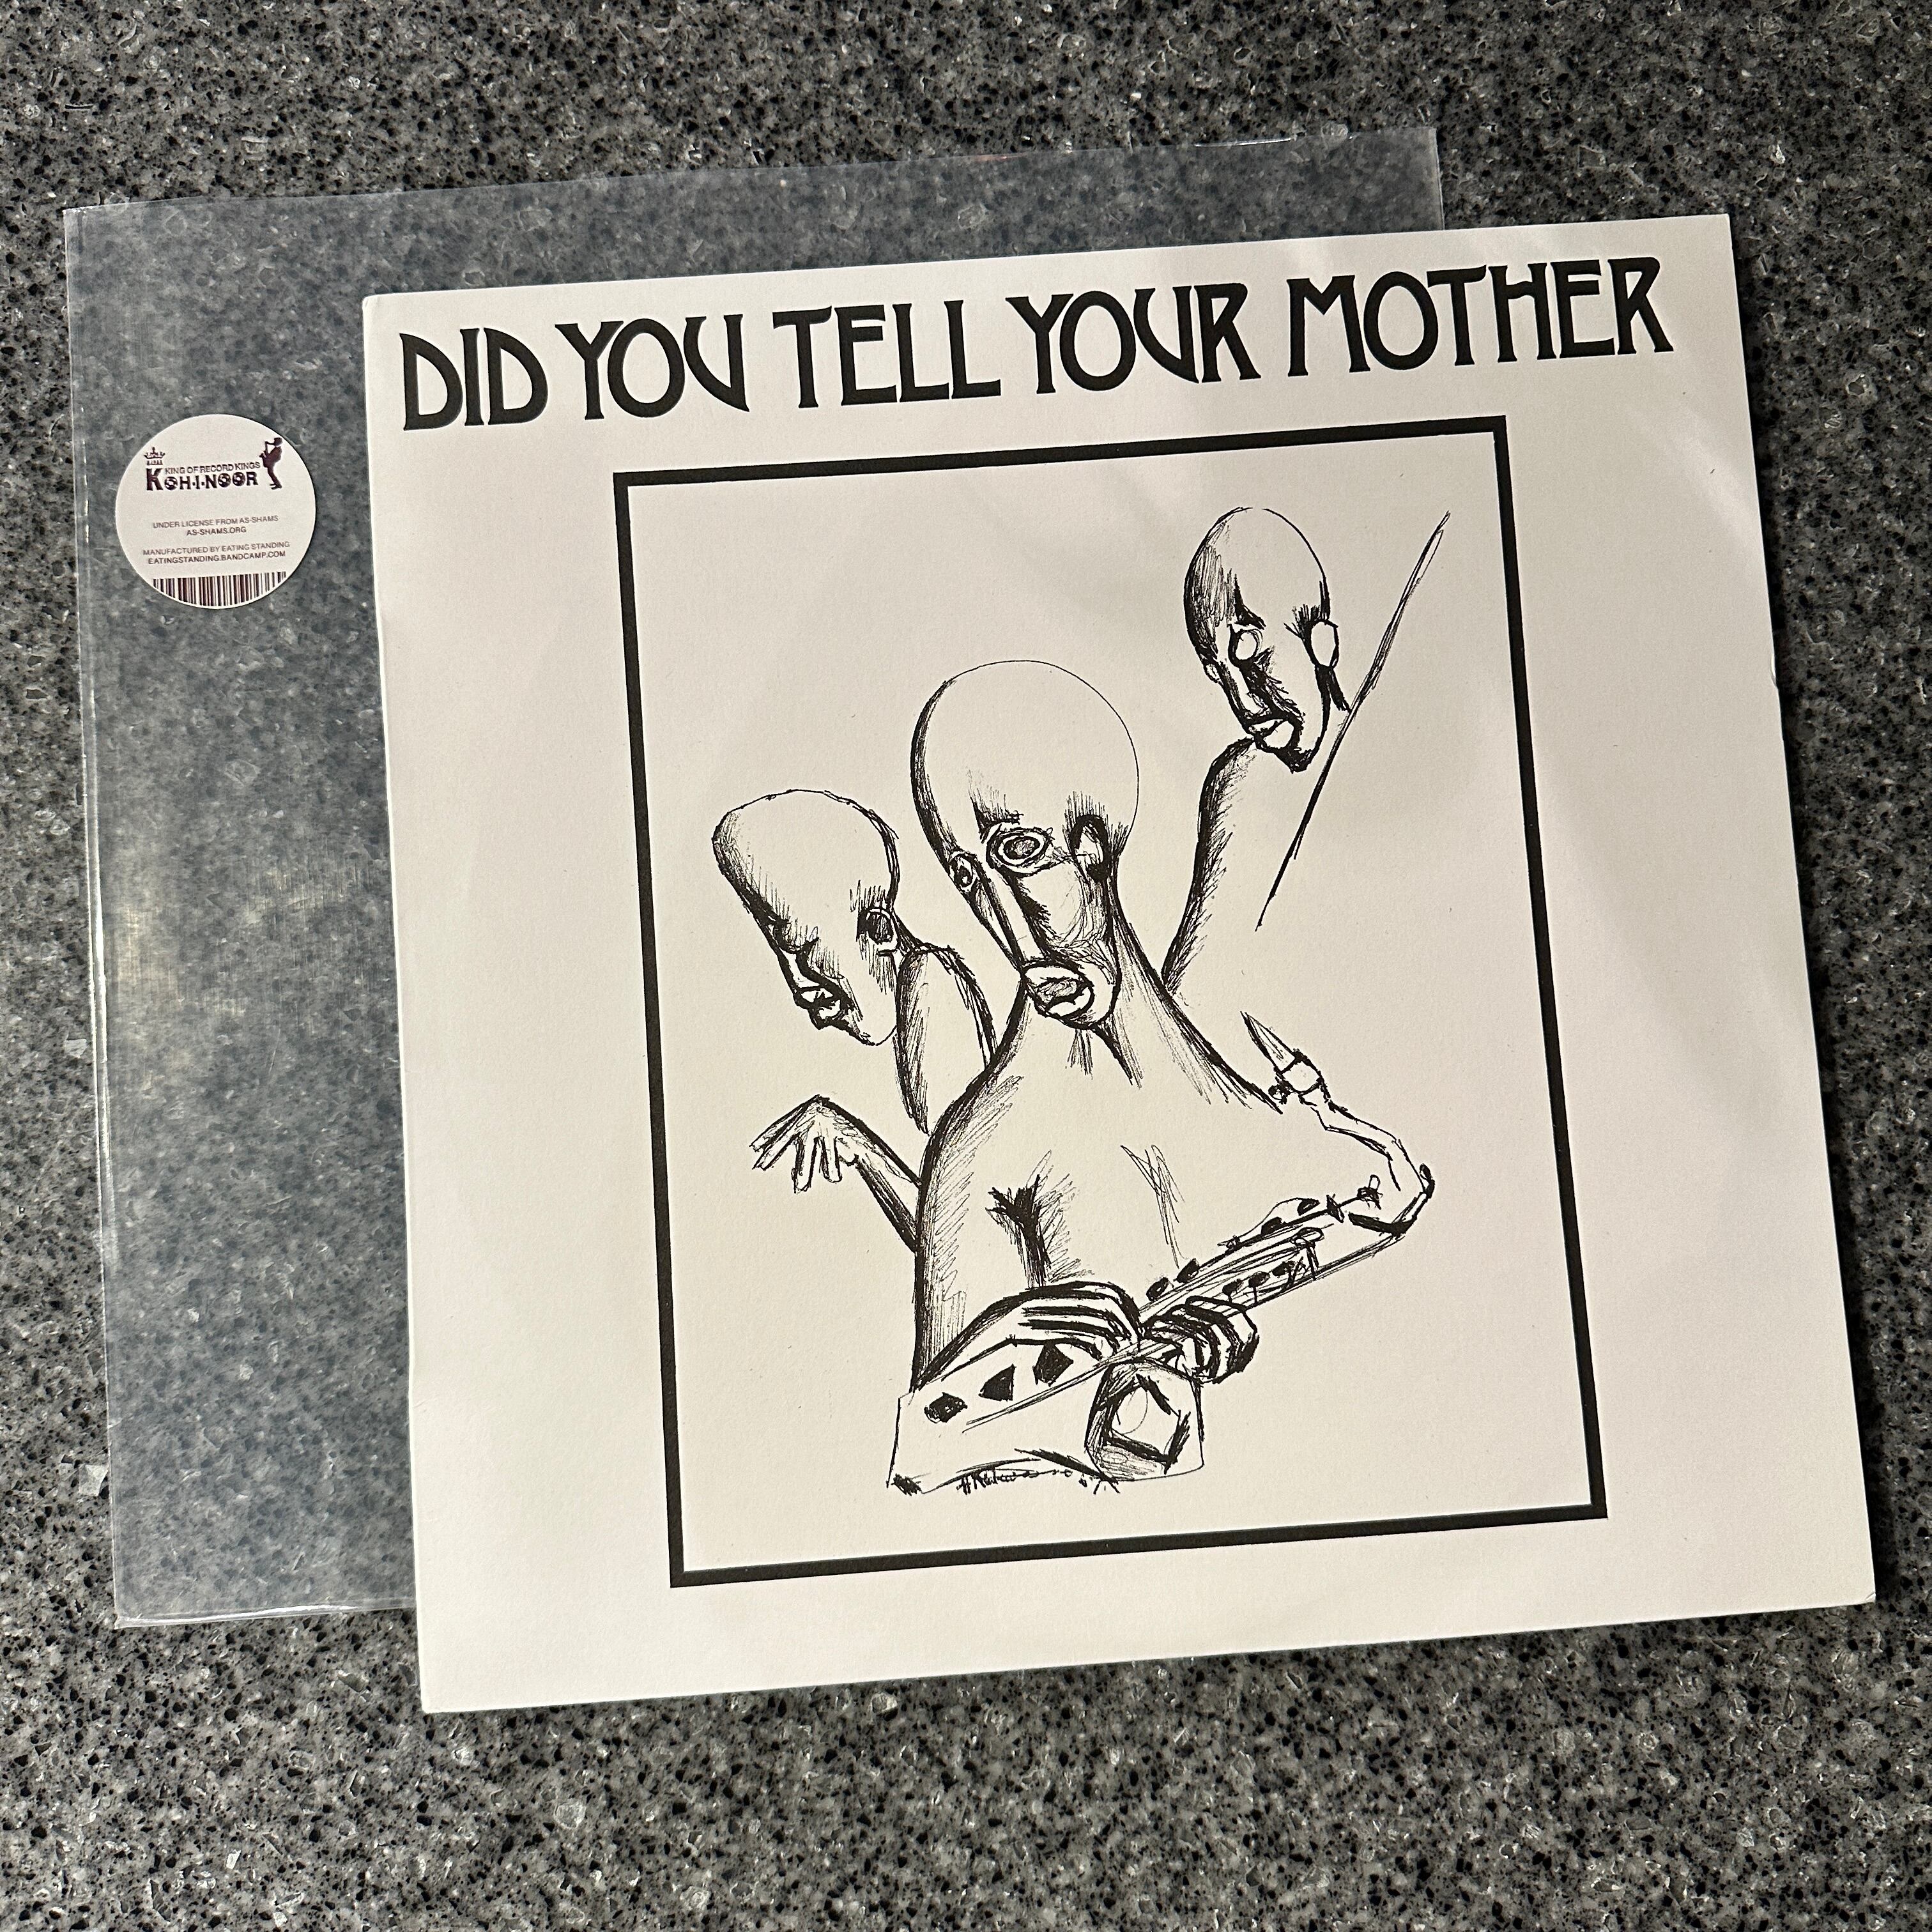 DID YOU TELL YOUR MOTHER
KING OF RECORD KINGS
KOH-I-NOOR
UNDER LICENSE FROM AS-SHAMS
AS-SHAMS.ORG
MANUFACTURED BY EATING STANDING
EATINGSTANDING.BANDCAMP.COM